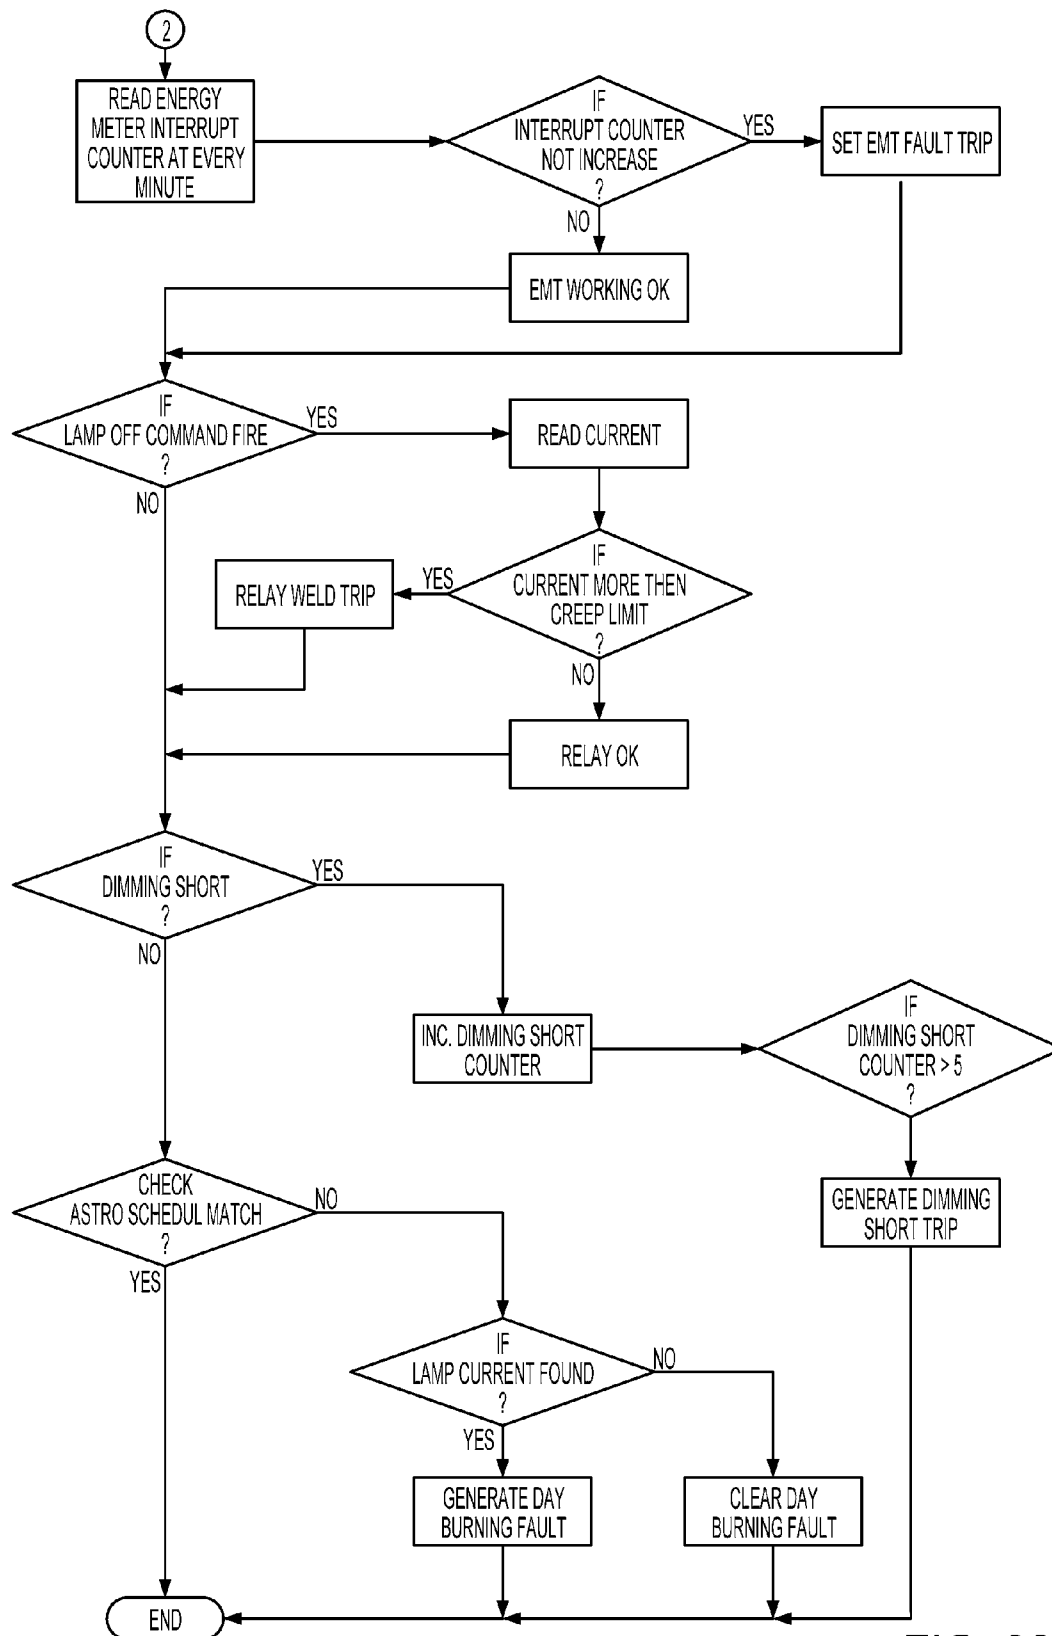 2
READ ENERGY
METER INTERRUPT
COUNTER AT EVERY
MINUTE
IF
INTERRUPT COUNTER
NOT INCREASE
?
YES
SET EMT FAULT TRIP
NO
EMT WORKING OK
IF
LAMP OFF COMMAND FIRE
?
YES
READ CURRENT
NO
IF
CURRENT MORE THEN
CREEP LIMIT
?
YES
RELAY WELD TRIP
NO
RELAY OK
IF
DIMMING SHORT
?
YES
NO
INC. DIMMING SHORT
COUNTER
IF
DIMMING SHORT
COUNTER > 5
?
GENERATE DIMMING
SHORT TRIP
CHECK
ASTRO SCHEDUL MATCH
?
NO
YES
IF
LAMP CURRENT FOUND
?
NO
YES
GENERATE DAY
BURNING FAULT
CLEAR DAY
BURNING FAULT
END